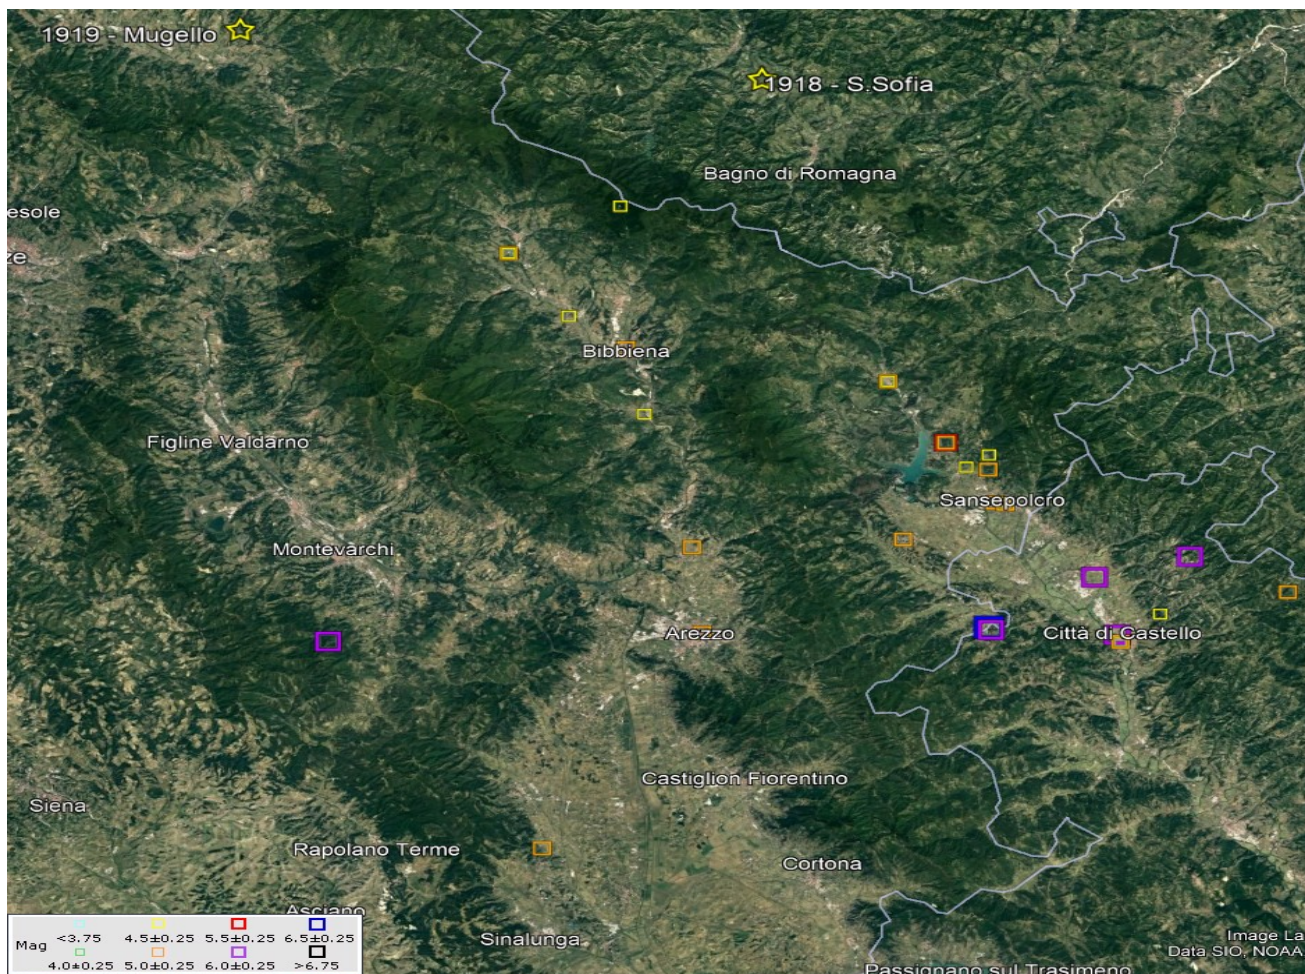 1919 - Mugello
1918 - S.Sofia
Bagno di Romagna
esole
ze
Bibbiena
Figline Valdarno
Sansepolcro
Montevarchi
Arezzo
Città di Castello
Castiglion Fiorentino
Siena
Rapolano Terme
Cortona
Asciano
Sinalunga
Mag <3.75 4.5±0.25 5.5±0.25 6.5±0.25
4.0±0.25 5.0±0.25 6.0±0.25 >6.75
Image La
Data SIO, NOAA
Passignano sul Trasimeno